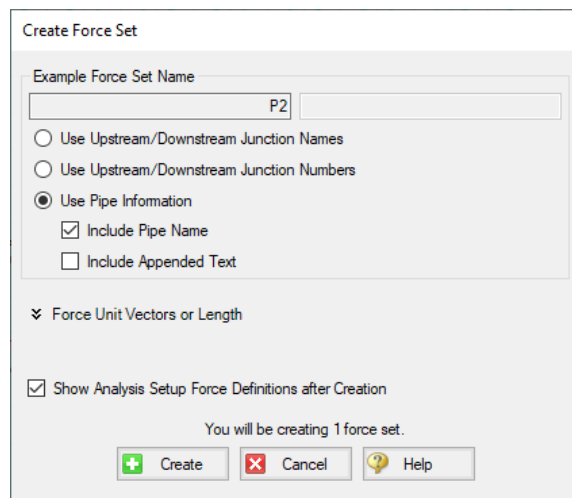 Create Force Set
Example Force Set Name
P2
Use Upstream/Downstream Junction Names
Use Upstream/Downstream Junction Numbers
Use Pipe Information
Include Pipe Name
Include Appended Text
Force Unit Vectors or Length
Show Analysis Setup Force Definitions after Creation
You will be creating 1 force set.
Create Cancel Help